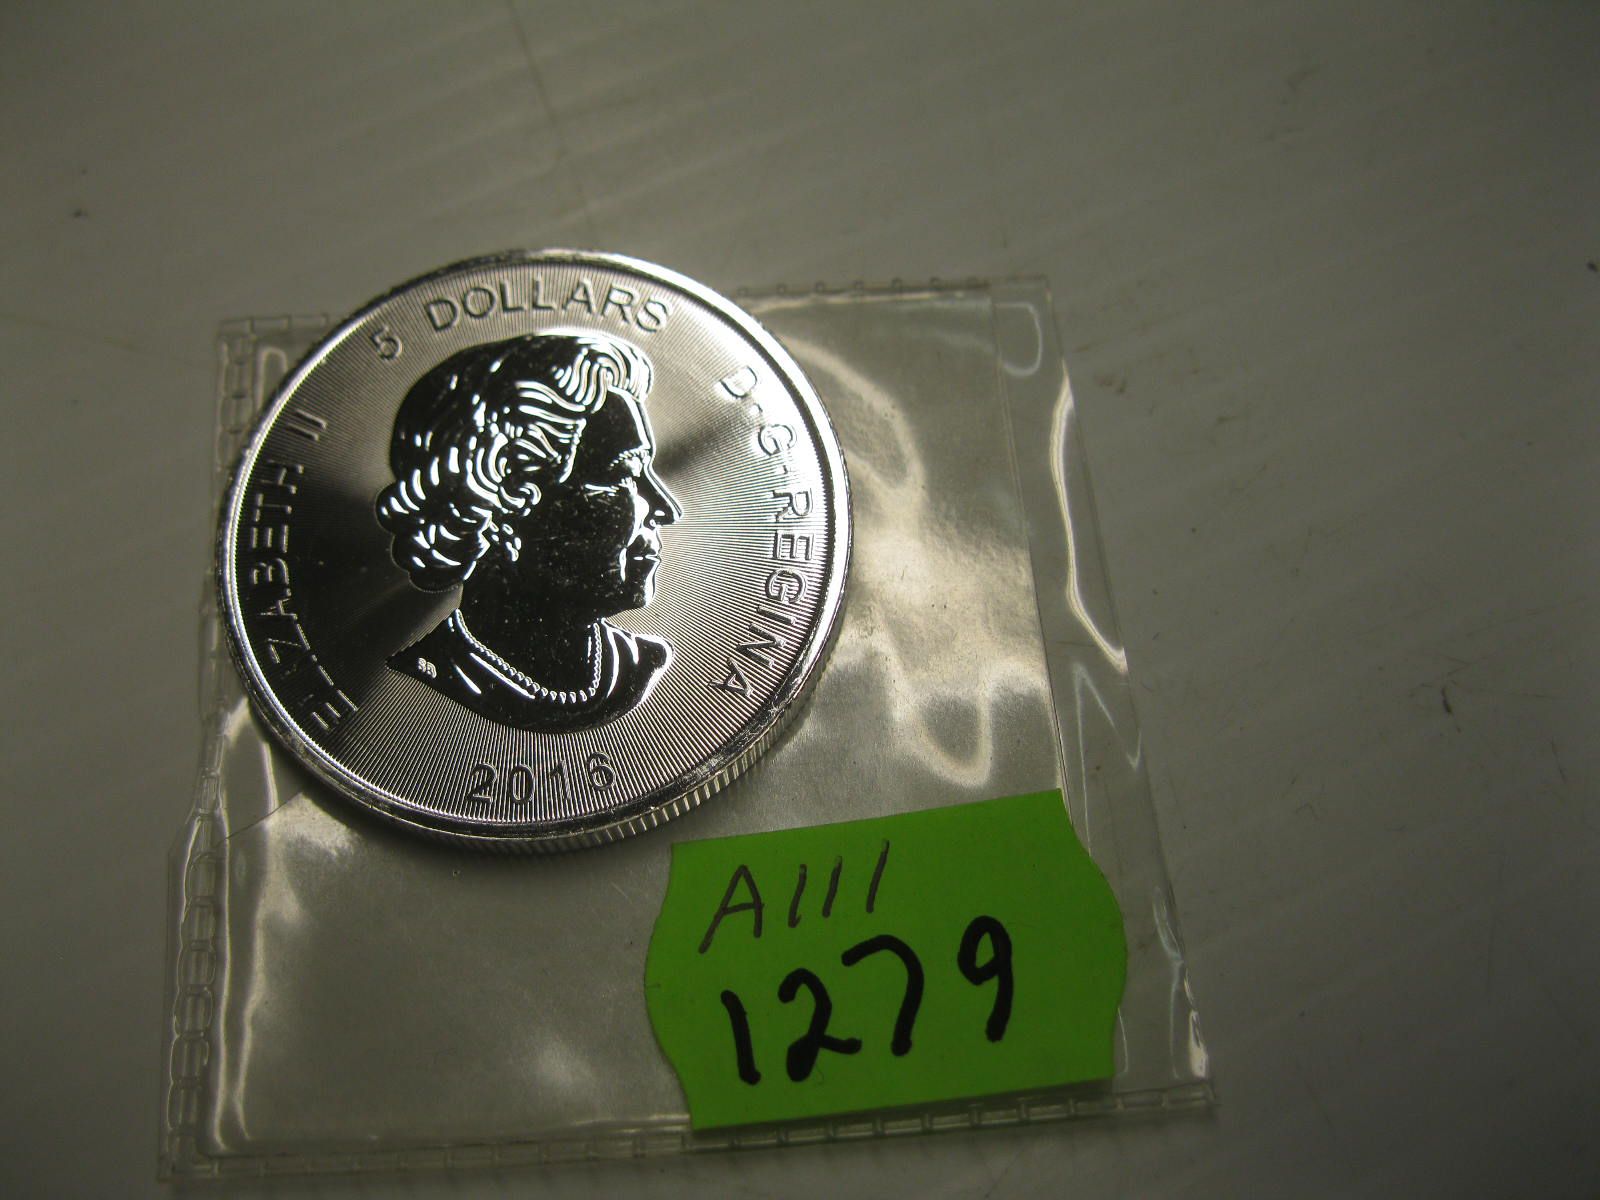 ELIZABETH II
5 DOLLARS
D·G·REGINA
2016
SB
A111
1279